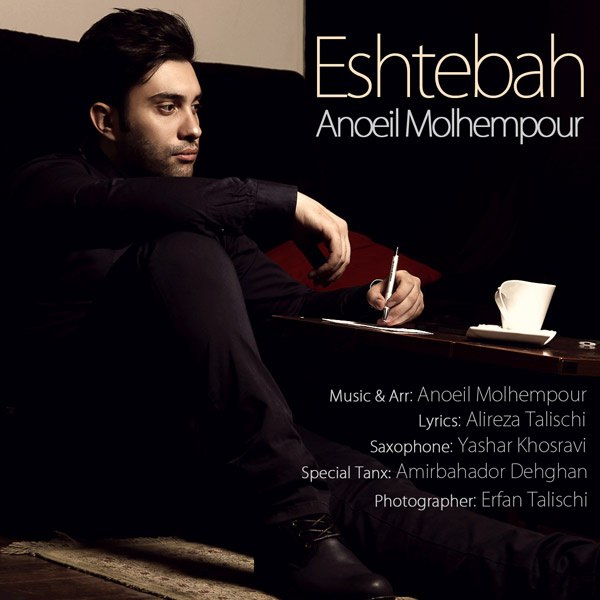 Eshtebah
Anoeil Molhempour
Music & Arr: Anoeil Molhempour
Lyrics: Alireza Talischi
Saxophone: Yashar Khosravi
Special Tanx: Amirbahador Dehghan
Photographer: Erfan Talischi